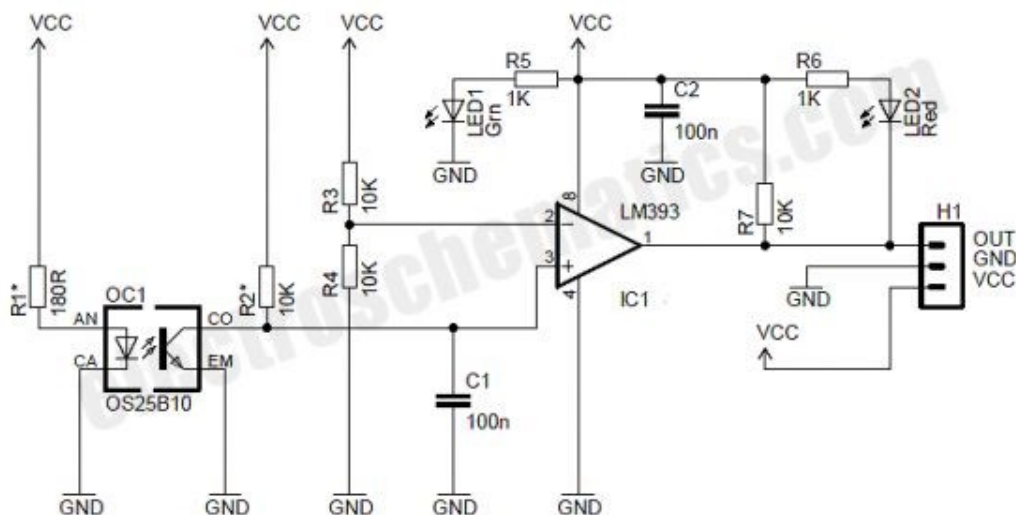 VCC
VCC
VCC
VCC
R5
1K
LED1
Grn
GND
C2
100n
GND
R6
1K
LED2
Red
R3
10K
R4
10K
R7
10K
8
2
-
3
+
4
1
LM393
IC1
H1
OUT
GND
VCC
GND
VCC
R1*
180R
R2*
10K
OC1
AN
CO
CA
EM
OS25B10
C1
100n
GND
GND
GND
GND
GND
electroschematics.com